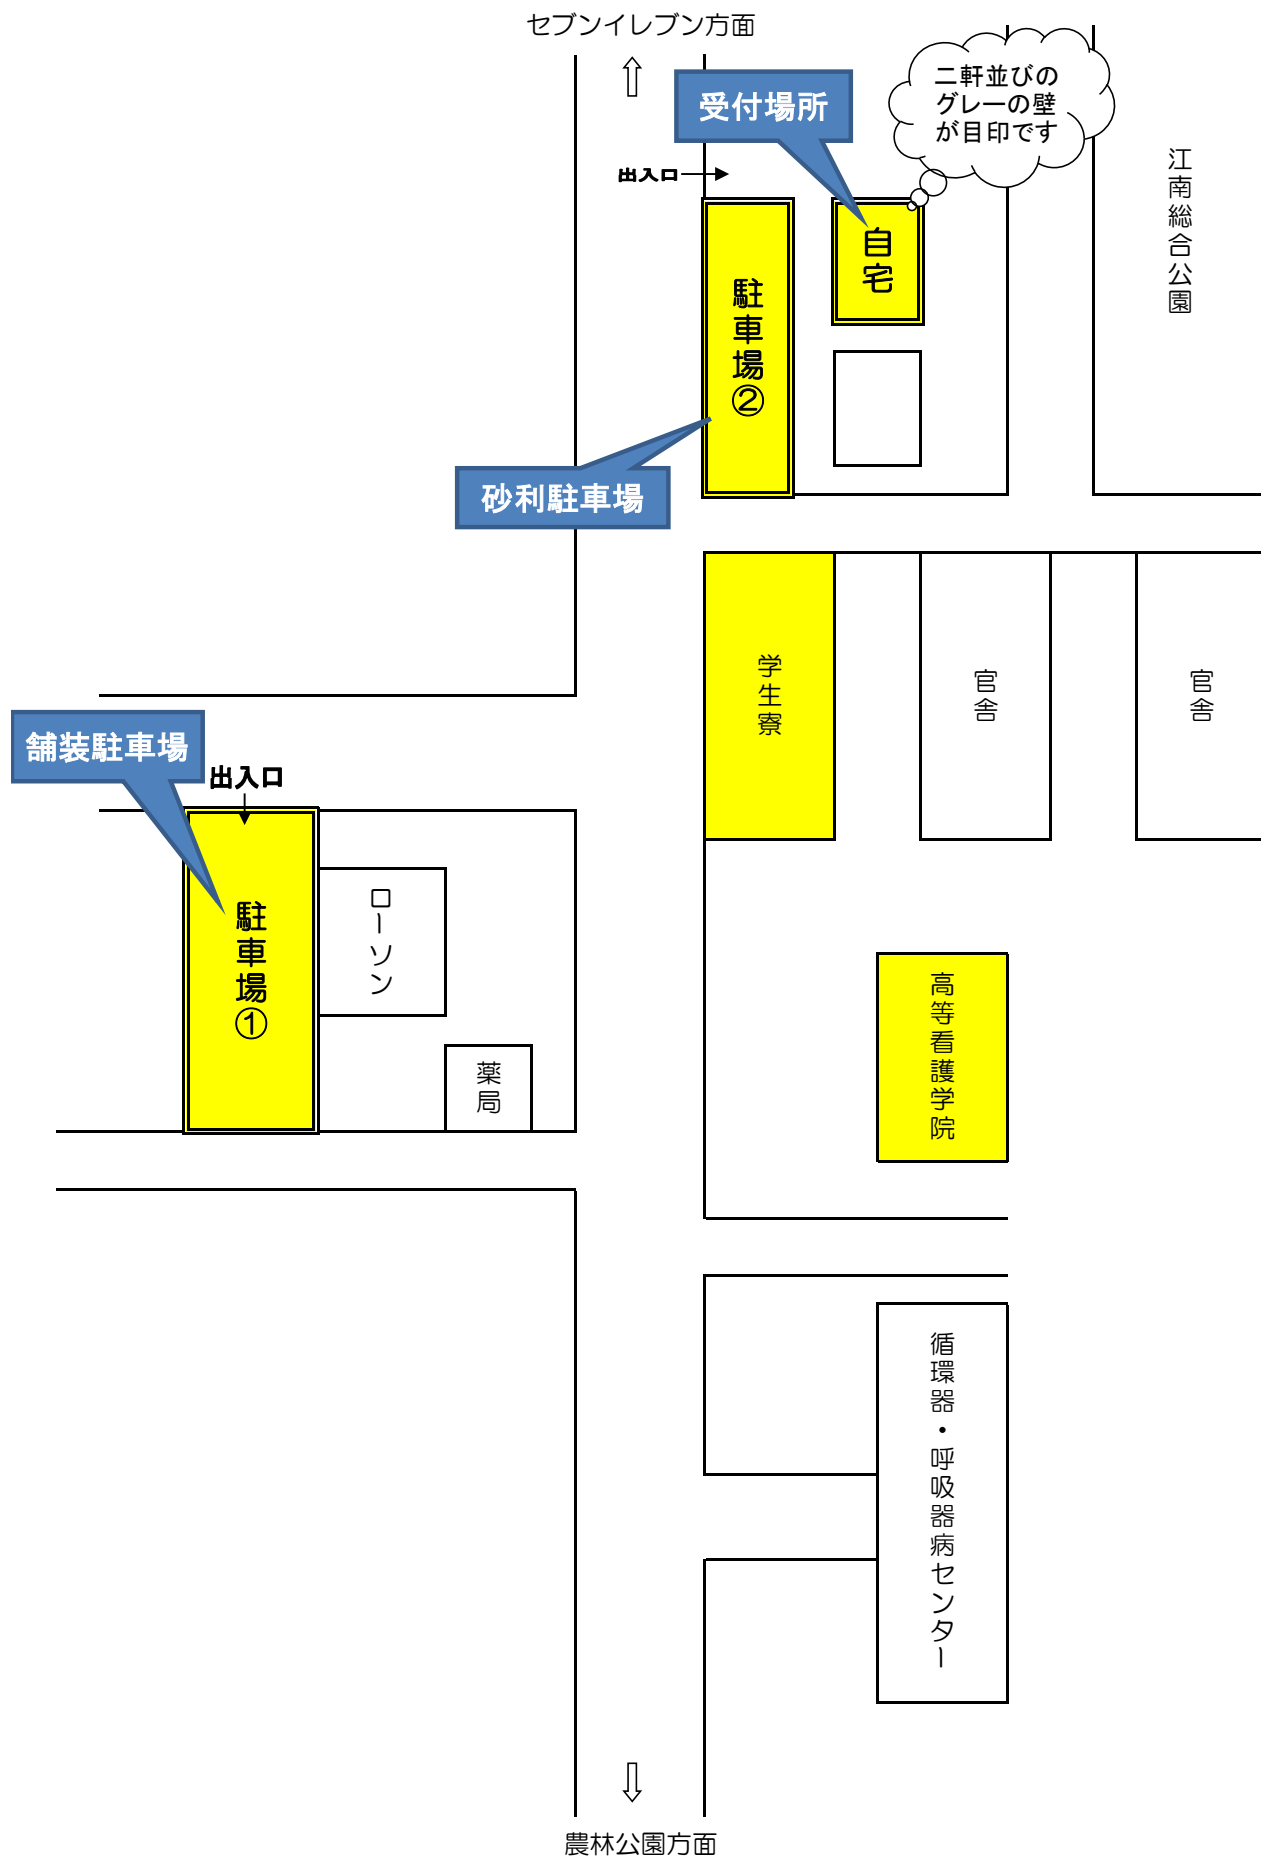 セブンイレブン方面
⇧
受付場所
二軒並びの
グレーの壁
が目印です
出入口
江南総合公園
自宅
駐車場②
砂利駐車場
学生寮
官舎
官舎
舗装駐車場
出入口
駐車場①
ローソン
薬局
高等看護学院
循環器・呼吸器病センター
⇩
農林公園方面